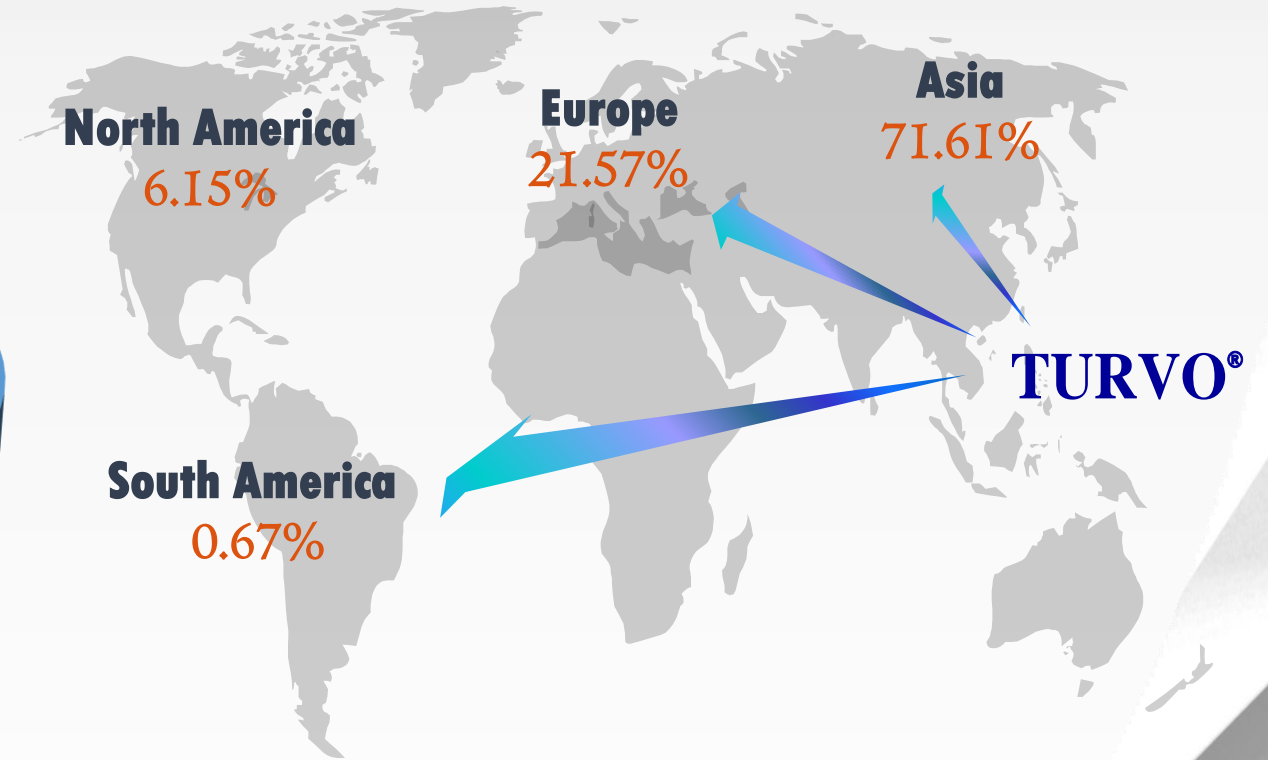 Asia
71.61%
Europe
21.57%
North America
6.15%
TURVO®
South America
0.67%